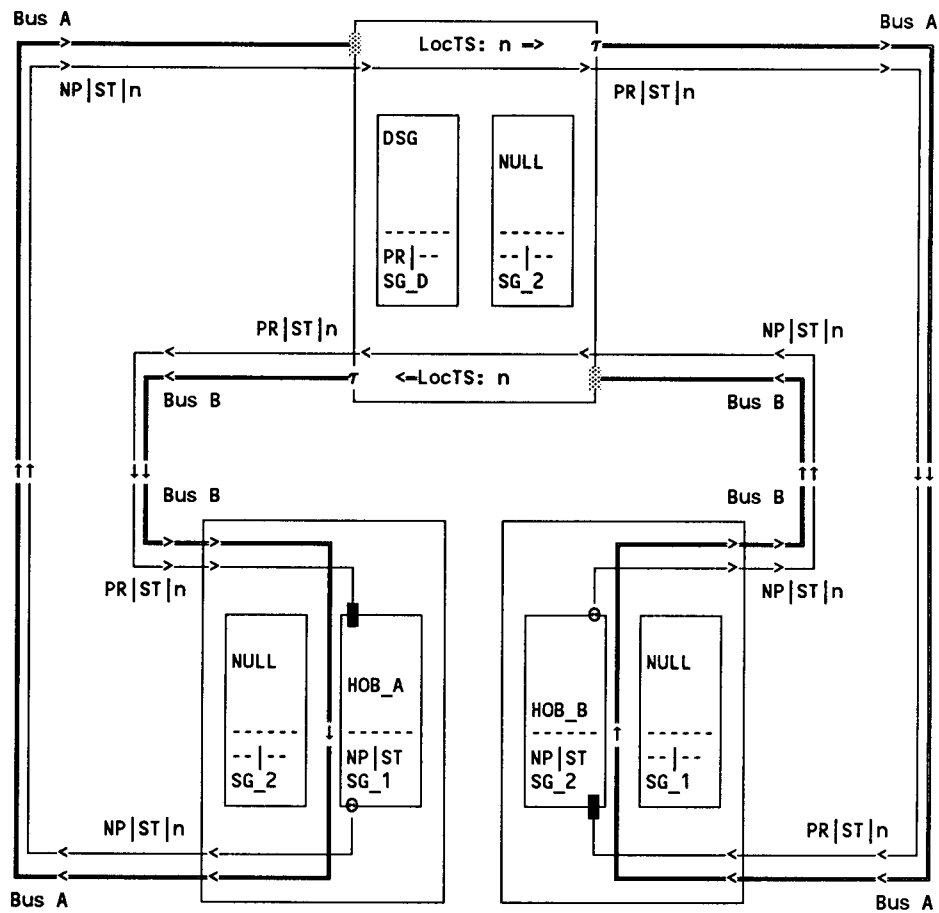 Bus A
Bus A
LocTS: n =>
τ
NP|ST|n
PR|ST|n
DSG
NULL
- - - - - -
- - - - - -
PR|--
--|--
SG_D
SG_2
PR|ST|n
NP|ST|n
τ
<=LocTS: n
Bus B
Bus B
↑↑
↓↓
↑↑
↓↓
Bus B
Bus B
PR|ST|n
NP|ST|n
NULL
HOB_A
- - - - - -
- - - - - -
--|--
NP|ST
SG_2
SG_1
HOB_B
NULL
- - - - - -
- - - - - -
NP|ST
--|--
SG_2
SG_1
NP|ST|n
PR|ST|n
Bus A
Bus A